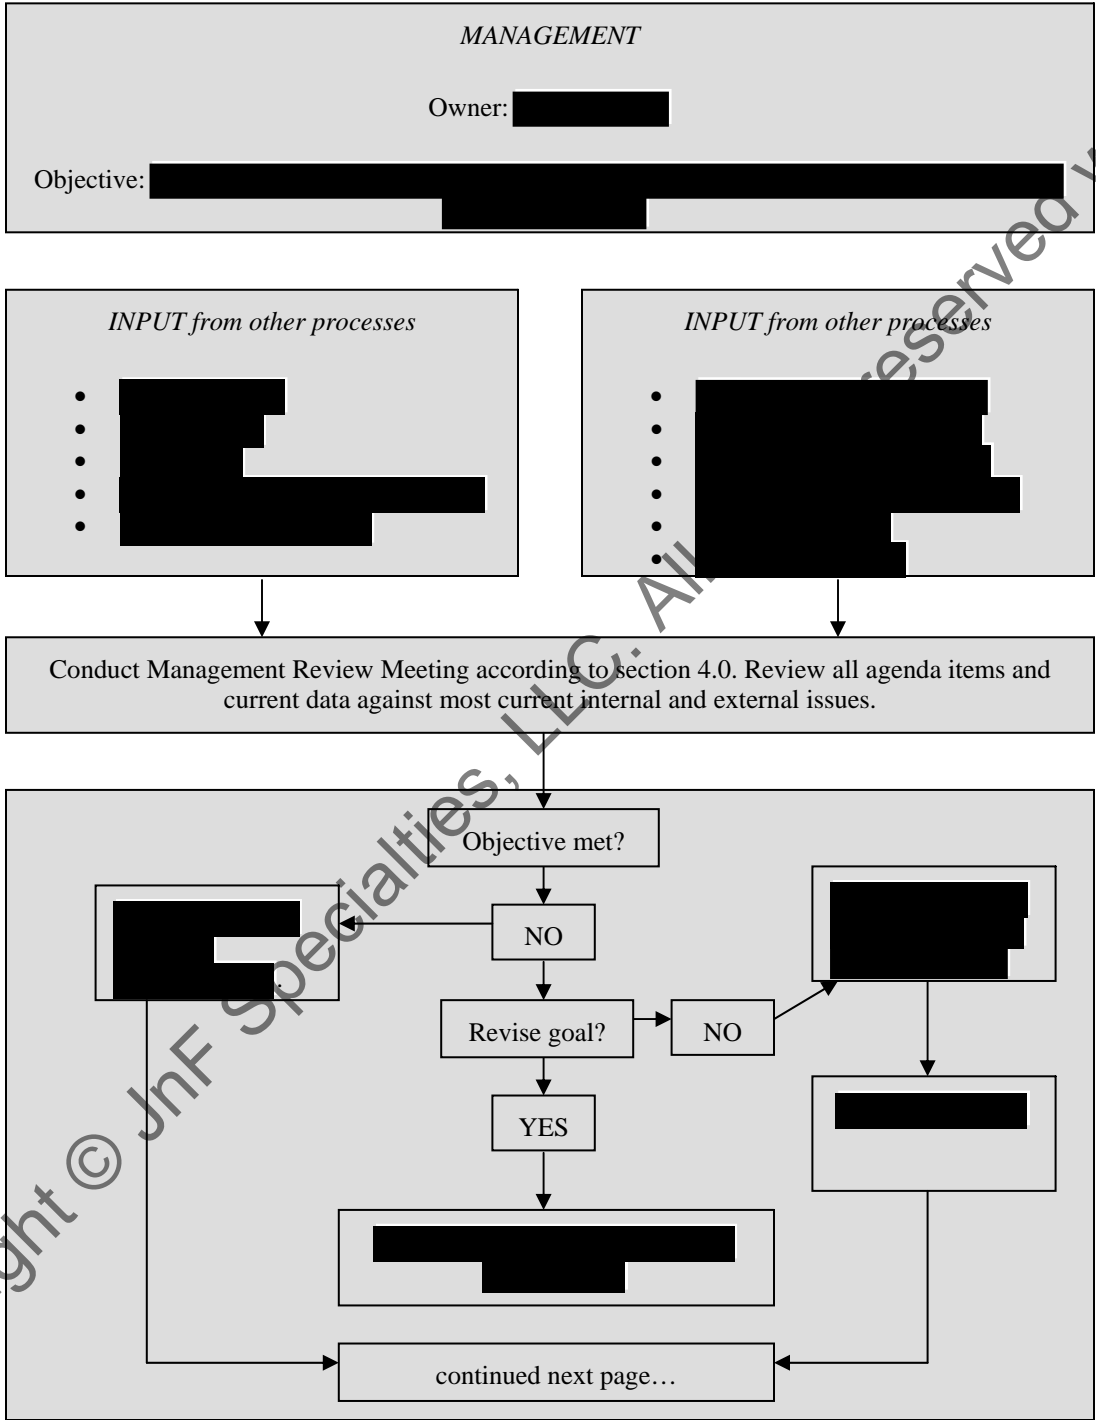 MANAGEMENT
Owner:
Objective:
INPUT from other processes
•
•
•
•
•
INPUT from other processes
•
•
•
•
•
•
Conduct Management Review Meeting according to section 4.0. Review all agenda items and
current data against most current internal and external issues.
Objective met?
NO
.
Revise goal?
NO
YES
continued next page…
ght © JnF Specialties, LLC. All reserved